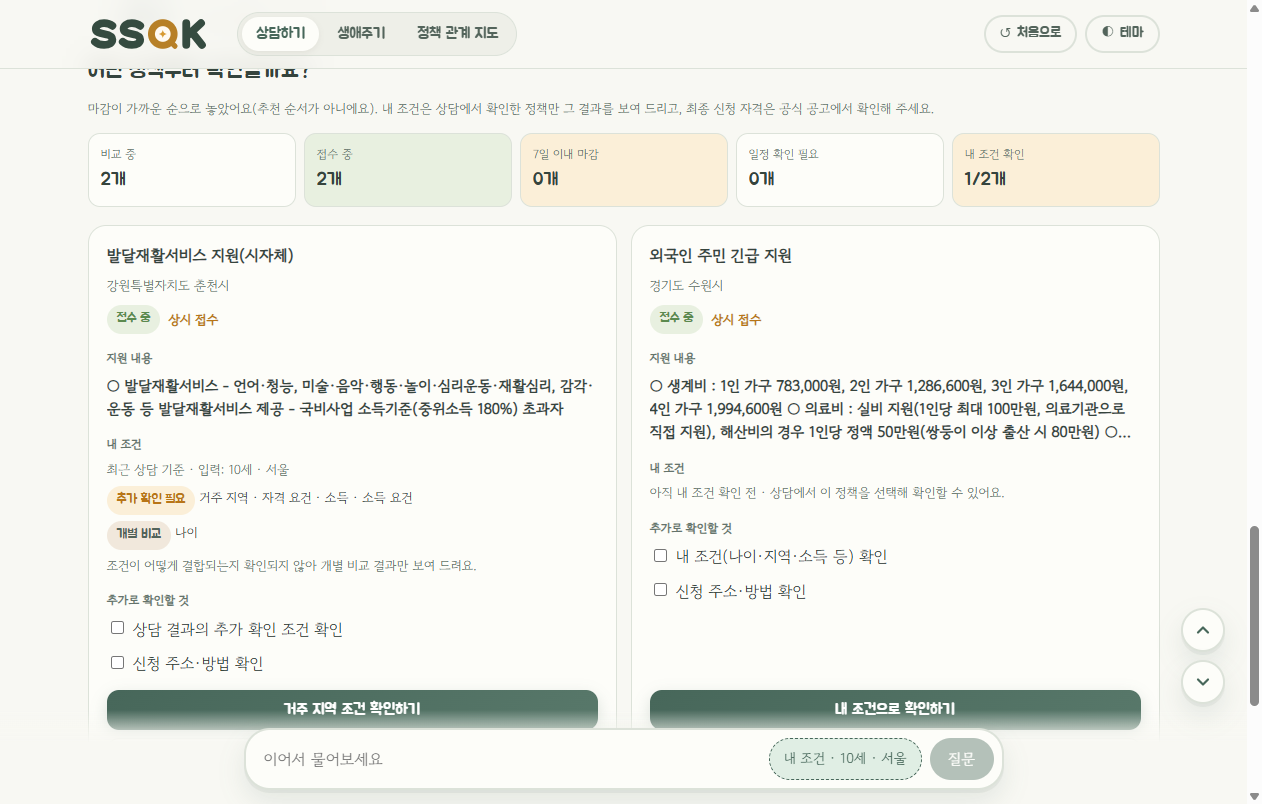 SSQK
상담하기
생애주기
정책 관계 지도
↺ 처음으로
◐ 테마
어떤 정책부터 확인할까요?
마감이 가까운 순으로 놓았어요(추천 순서가 아니에요). 내 조건은 상담에서 확인한 정책만 그 결과를 보여 드리고, 최종 신청 자격은 공식 공고에서 확인해 주세요.
비교 중
2개
접수 중
2개
7일 이내 마감
0개
일정 확인 필요
0개
내 조건 확인
1/2개
발달재활서비스 지원(시자체)
강원특별자치도 춘천시
접수 중 상시 접수
지원 내용
○ 발달재활서비스 - 언어·청능, 미술·음악·행동·놀이·심리운동·재활심리, 감각·
운동 등 발달재활서비스 제공 - 국비사업 소득기준(중위소득 180%) 초과자
내 조건
최근 상담 기준 · 입력: 10세 · 서울
추가 확인 필요 거주 지역 · 자격 요건 · 소득 · 소득 요건
개별 비교 나이
조건이 어떻게 결합되는지 확인되지 않아 개별 비교 결과만 보여 드려요.
추가로 확인할 것
상담 결과의 추가 확인 조건 확인
신청 주소·방법 확인
거주 지역 조건 확인하기
외국인 주민 긴급 지원
경기도 수원시
접수 중 상시 접수
지원 내용
○ 생계비 : 1인 가구 783,000원, 2인 가구 1,286,600원, 3인 가구 1,644,000원,
4인 가구 1,994,600원 ○ 의료비 : 실비 지원(1인당 최대 100만원, 의료기관으로
직접 지원), 해산비의 경우 1인당 정액 50만원(쌍둥이 이상 출산 시 80만원) ○...
내 조건
아직 내 조건 확인 전 · 상담에서 이 정책을 선택해 확인할 수 있어요.
추가로 확인할 것
내 조건(나이·지역·소득 등) 확인
신청 주소·방법 확인
내 조건으로 확인하기
이어서 물어보세요
내 조건 · 10세 · 서울
질문